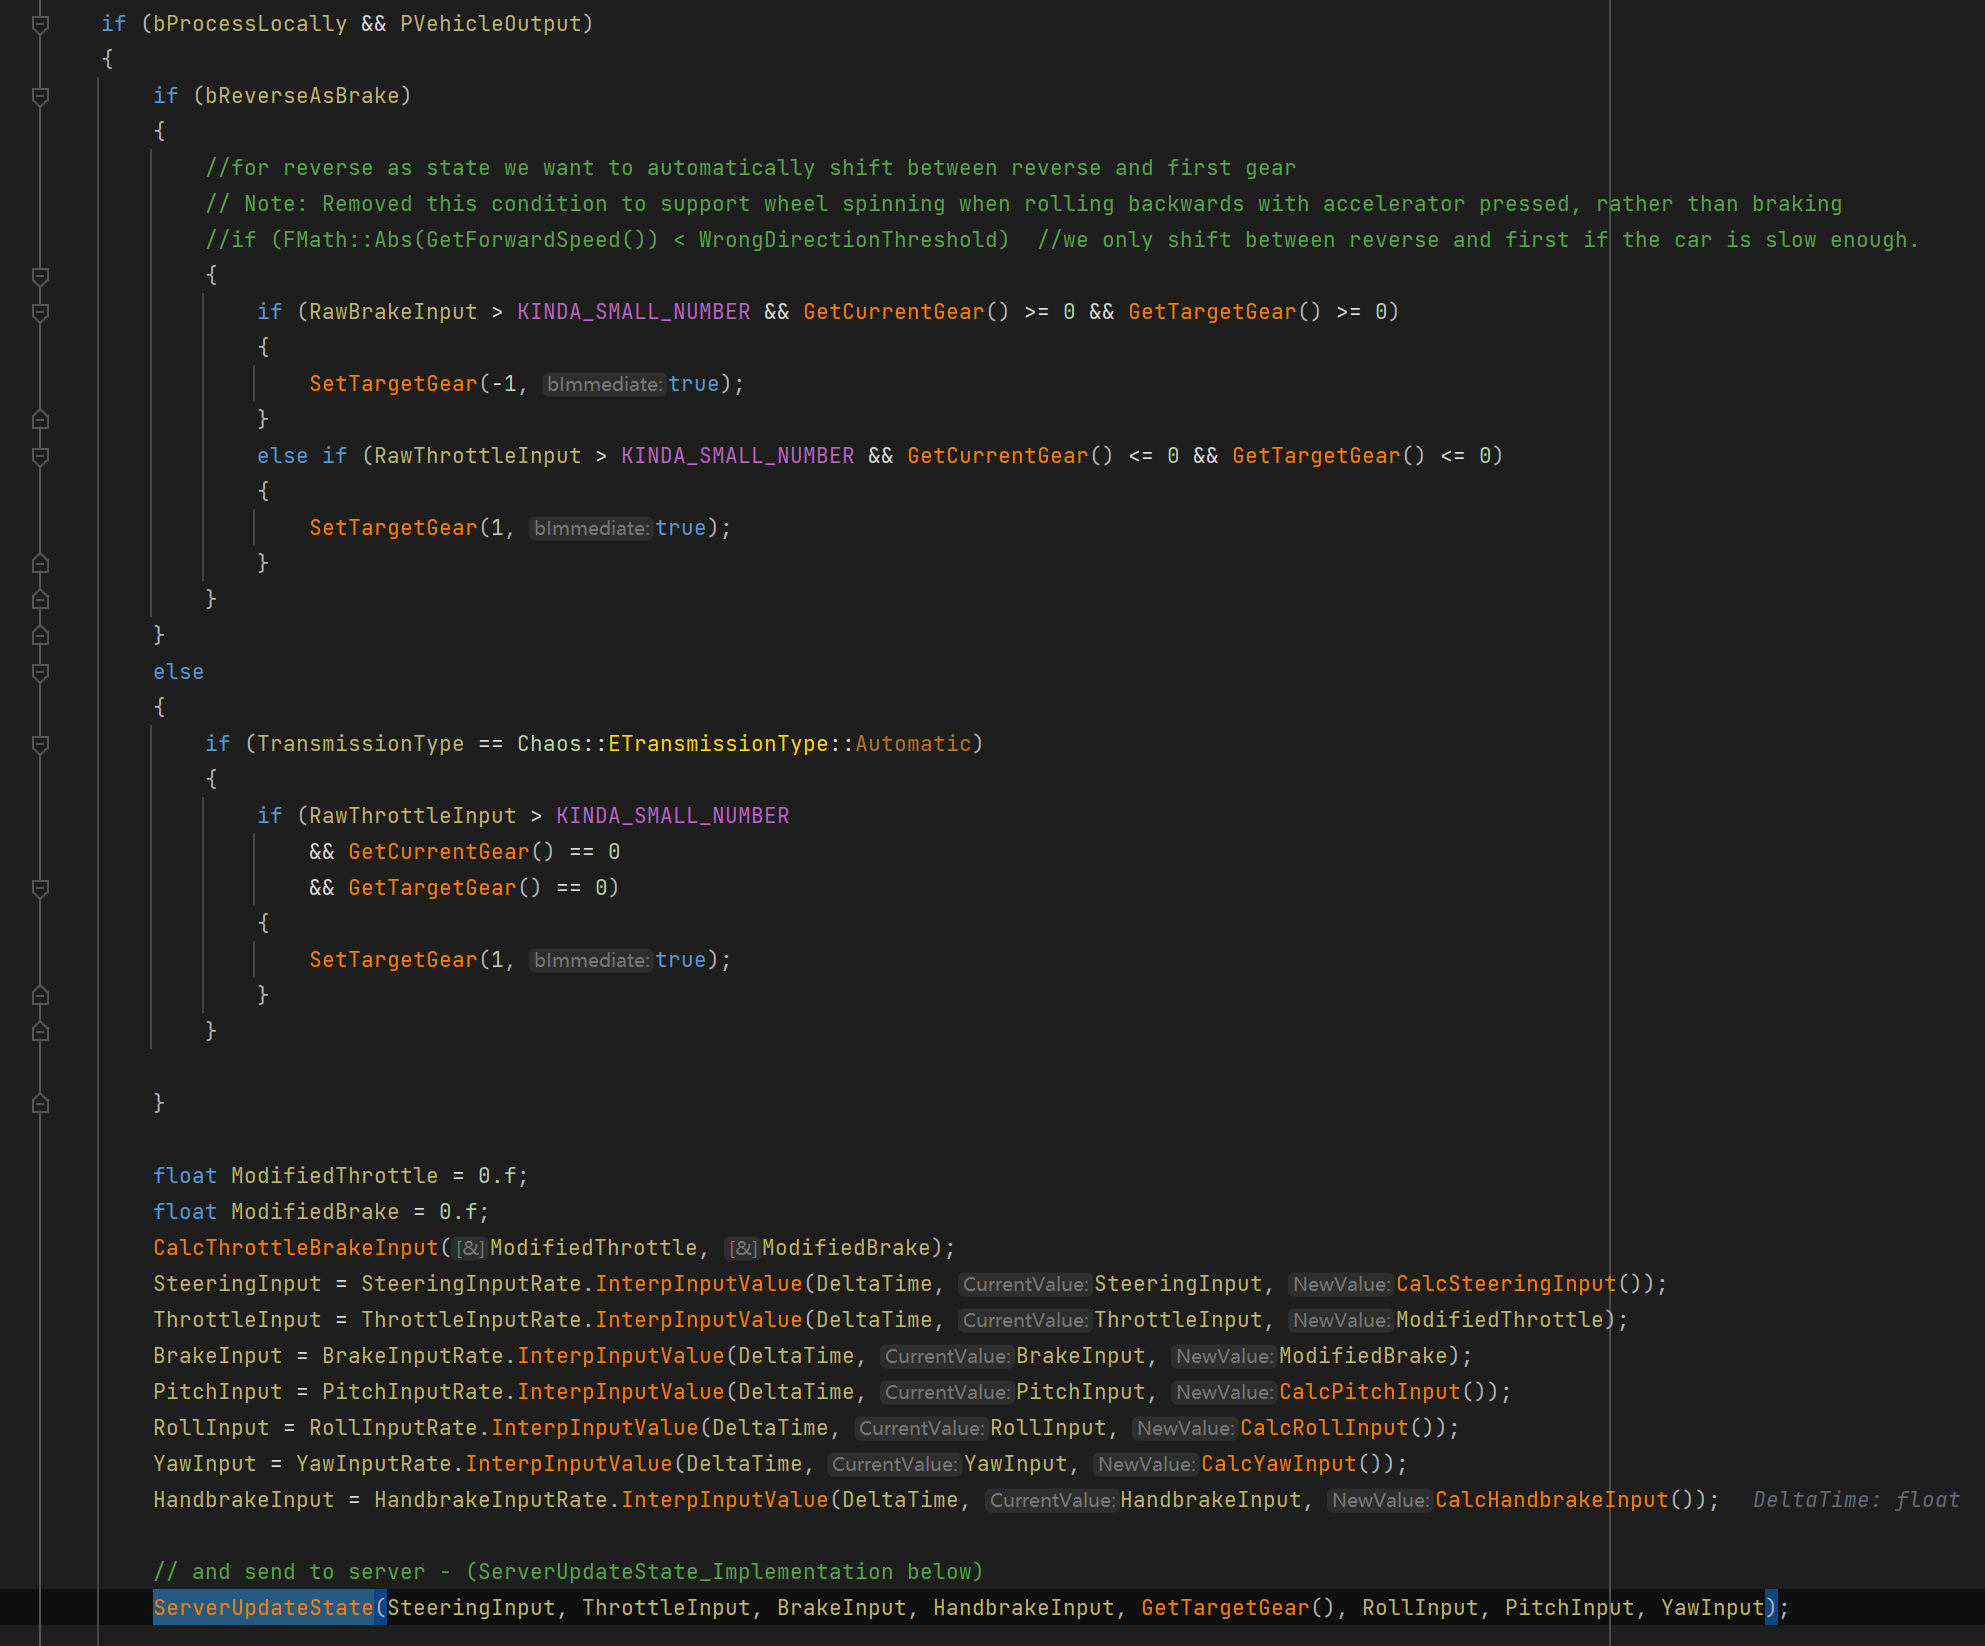 if (bProcessLocally && PVehicleOutput)
{
if (bReverseAsBrake)
{
//for reverse as state we want to automatically shift between reverse and first gear
// Note: Removed this condition to support wheel spinning when rolling backwards with accelerator pressed, rather than braking
//if (FMath::Abs(GetForwardSpeed()) < WrongDirectionThreshold)  //we only shift between reverse and first if the car is slow enough.
{
if (RawBrakeInput > KINDA_SMALL_NUMBER && GetCurrentGear() >= 0 && GetTargetGear() >= 0)
{
SetTargetGear(-1, bImmediate: true);
}
else if (RawThrottleInput > KINDA_SMALL_NUMBER && GetCurrentGear() <= 0 && GetTargetGear() <= 0)
{
SetTargetGear(1, bImmediate: true);
}
}
}
else
{
if (TransmissionType == Chaos::ETransmissionType::Automatic)
{
if (RawThrottleInput > KINDA_SMALL_NUMBER
&& GetCurrentGear() == 0
&& GetTargetGear() == 0)
{
SetTargetGear(1, bImmediate: true);
}
}
}
float ModifiedThrottle = 0.f;
float ModifiedBrake = 0.f;
CalcThrottleBrakeInput([&] ModifiedThrottle, [&] ModifiedBrake);
SteeringInput = SteeringInputRate.InterpInputValue(DeltaTime, CurrentValue: SteeringInput, NewValue: CalcSteeringInput());
ThrottleInput = ThrottleInputRate.InterpInputValue(DeltaTime, CurrentValue: ThrottleInput, NewValue: ModifiedThrottle);
BrakeInput = BrakeInputRate.InterpInputValue(DeltaTime, CurrentValue: BrakeInput, NewValue: ModifiedBrake);
PitchInput = PitchInputRate.InterpInputValue(DeltaTime, CurrentValue: PitchInput, NewValue: CalcPitchInput());
RollInput = RollInputRate.InterpInputValue(DeltaTime, CurrentValue: RollInput, NewValue: CalcRollInput());
YawInput = YawInputRate.InterpInputValue(DeltaTime, CurrentValue: YawInput, NewValue: CalcYawInput());
HandbrakeInput = HandbrakeInputRate.InterpInputValue(DeltaTime, CurrentValue: HandbrakeInput, NewValue: CalcHandbrakeInput());  DeltaTime: float
// and send to server - (ServerUpdateState_Implementation below)
ServerUpdateState(SteeringInput, ThrottleInput, BrakeInput, HandbrakeInput, GetTargetGear(), RollInput, PitchInput, YawInput);